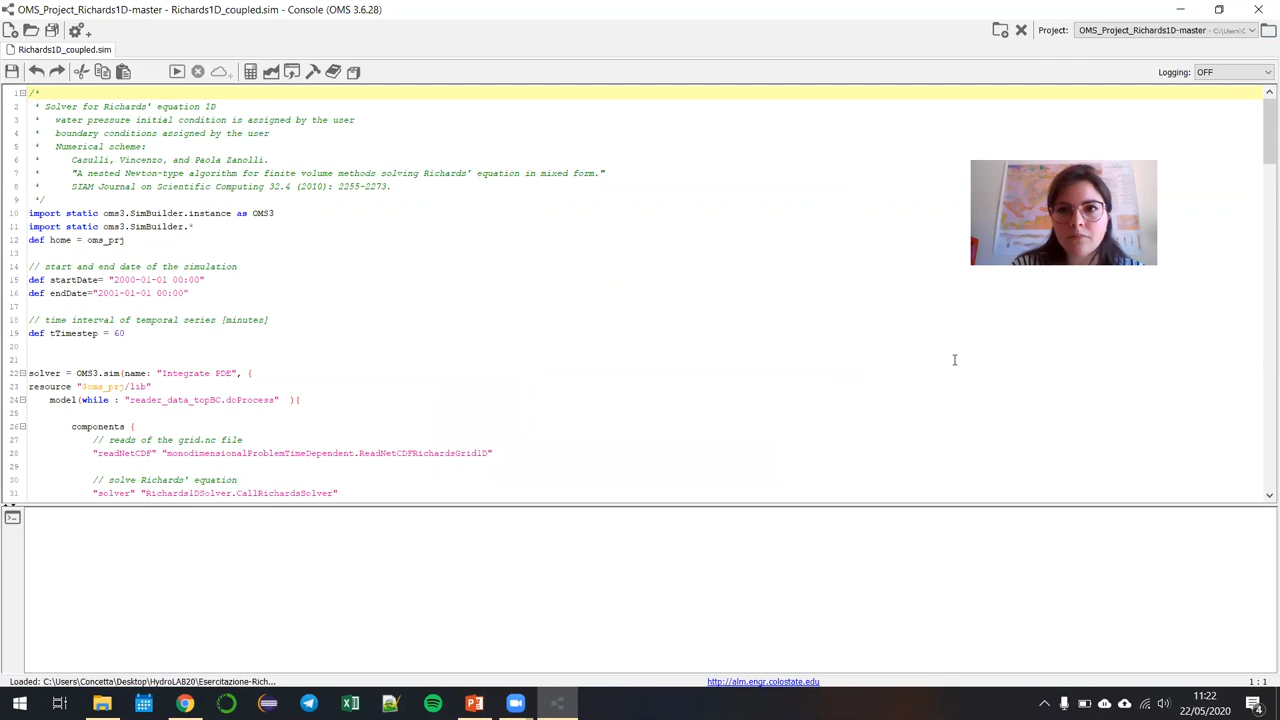 OMS_Project_Richards1D-master - Richards1D_coupled.sim - Console (OMS 3.6.28)
Project: OMS_Project_Richards1D-master - C:\Users\C
Richards1D_coupled.sim
Logging: OFF
1 /*
2 * Solver for Richards' equation 1D
3 * water pressure initial condition is assigned by the user
4 * boundary conditions assigned by the user
5 * Numerical scheme:
6 * Casulli, Vincenzo, and Paola Zanolli.
7 * "A nested Newton-type algorithm for finite volume methods solving Richards' equation in mixed form."
8 * SIAM Journal on Scientific Computing 32.4 (2010): 2255-2273.
9 */
10 import static oms3.SimBuilder.instance as OMS3
11 import static oms3.SimBuilder.*
12 def home = oms_prj
13
14 // start and end date of the simulation
15 def startDate= "2000-01-01 00:00"
16 def endDate="2001-01-01 00:00"
17
18 // time interval of temporal series [minutes]
19 def tTimestep = 60
20
21
22 solver = OMS3.sim(name: "Integrate PDE", {
23 resource "$oms_prj/lib"
24 model(while : "reader_data_topBC.doProcess" ){
25
26 components {
27 // reads of the grid.nc file
28 "readNetCDF" "monodimensionalProblemTimeDependent.ReadNetCDFRichardsGrid1D"
29
30 // solve Richards' equation
31 "solver" "Richards1DSolver.CallRichardsSolver"
Loaded: C:\Users\Concetta\Desktop\HydroLAB20\Esercitazione-Rich...
http://alm.engr.colostate.edu
1 : 1
11:22
22/05/2020
4